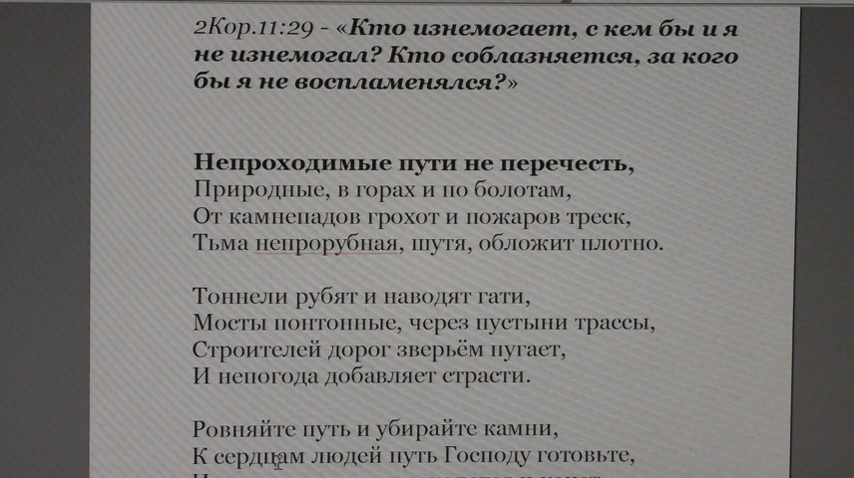 2Кор.11:29 - «Кто изнемогает, с кем бы и я
не изнемогал? Кто соблазняется, за кого
бы я не воспламенялся?»
Непроходимые пути не перечесть,
Природные, в горах и по болотам,
От камнепадов грохот и пожаров треск,
Тьма непрорубная, шутя, обложит плотно.
Тоннели рубят и наводят гати,
Мосты понтонные, через пустыни трассы,
Строителей дорог зверьём пугает,
И непогода добавляет страсти.
Ровняйте путь и убирайте камни,
К сердцам людей путь Господу готовьте,